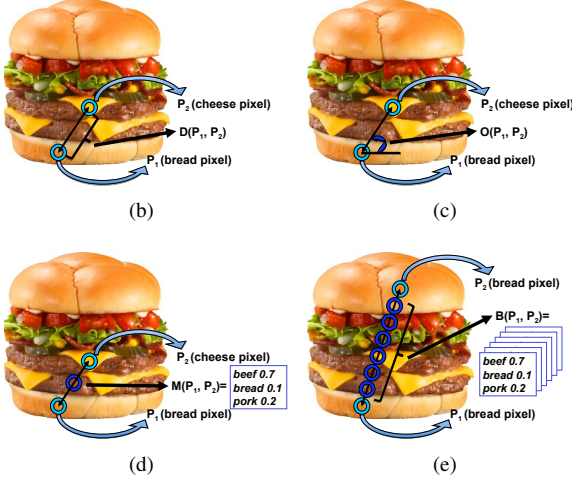 P₂ (cheese pixel)
D(P₁, P₂)
P₁ (bread pixel)
(b)
P₂ (cheese pixel)
O(P₁, P₂)
P₁ (bread pixel)
(c)
P₂ (cheese pixel)
M(P₁, P₂)=
beef 0.7
bread 0.1
pork 0.2
P₁ (bread pixel)
(d)
P₂ (bread pixel)
B(P₁, P₂)=
beef 0.7
bread 0.1
pork 0.2
P₁ (bread pixel)
(e)